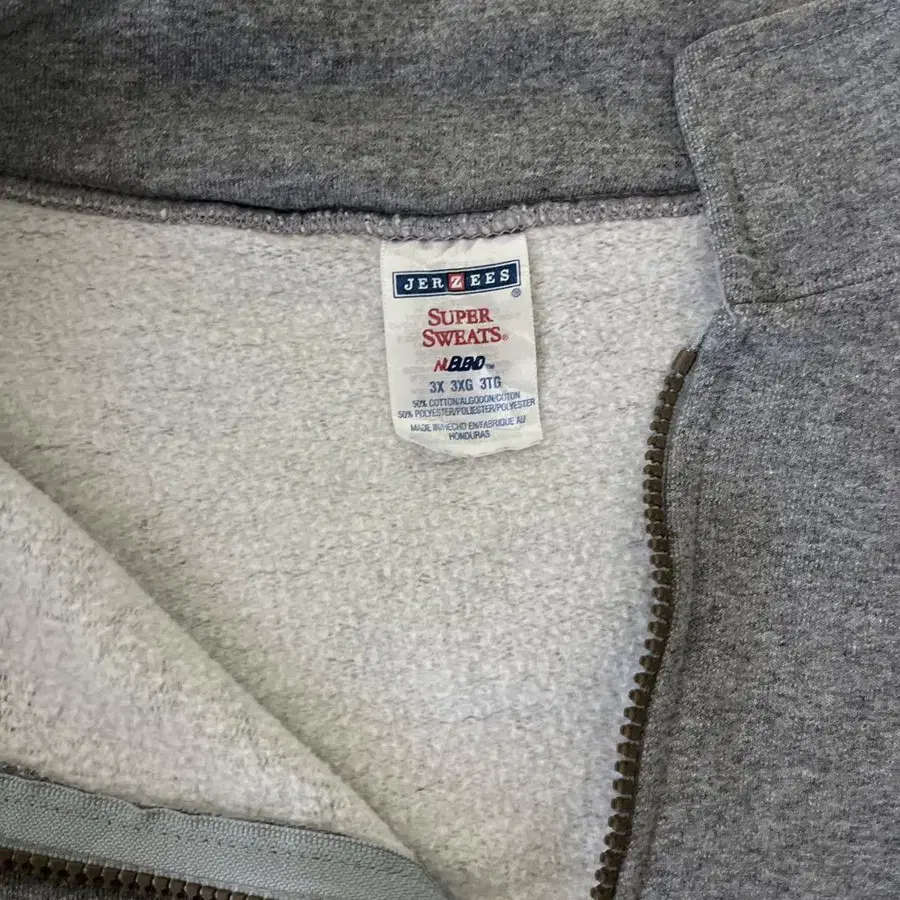 JERZEES®
SUPER
SWEATS®
NUBLEND™
3X 3XG 3TG
50% COTTON/ALGODON/COTON
50% POLYESTER/POLIESTER/POLYESTER
MADE IN/HECHO EN/FABRIQUE AU
HONDURAS